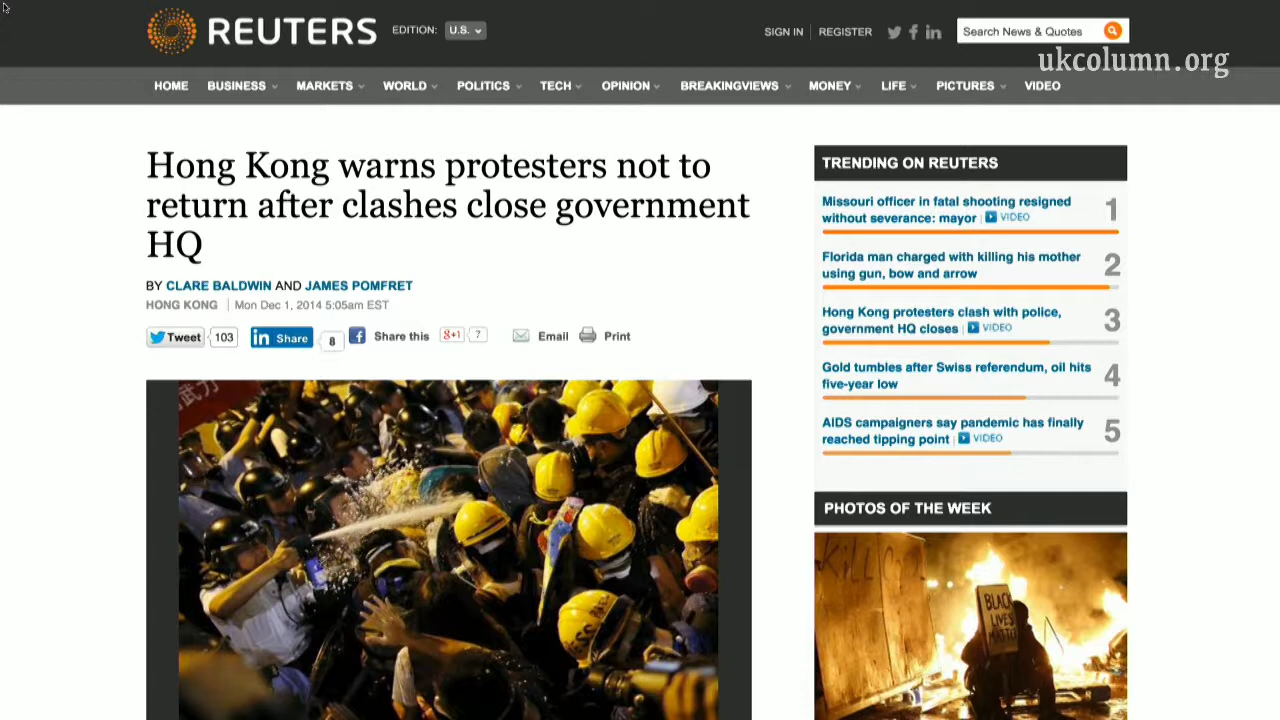 REUTERS
EDITION:
U.S.
SIGN IN
REGISTER
Search News & Quotes
ukcolumn.org
HOME
BUSINESS
MARKETS
WORLD
POLITICS
TECH
OPINION
BREAKINGVIEWS
MONEY
LIFE
PICTURES
VIDEO
Hong Kong warns protesters not to
return after clashes close government
HQ
BY CLARE BALDWIN AND JAMES POMFRET
HONG KONG | Mon Dec 1, 2014 5:05am EST
Tweet
103
in Share
8
f Share this
g+1
?
Email
Print
武力
TRENDING ON REUTERS
Missouri officer in fatal shooting resigned
without severance: mayor | VIDEO
1
Florida man charged with killing his mother
using gun, bow and arrow
2
Hong Kong protesters clash with police,
government HQ closes | VIDEO
3
Gold tumbles after Swiss referendum, oil hits
five-year low
4
AIDS campaigners say pandemic has finally
reached tipping point | VIDEO
5
PHOTOS OF THE WEEK
BLACK
LIVES
MATTER